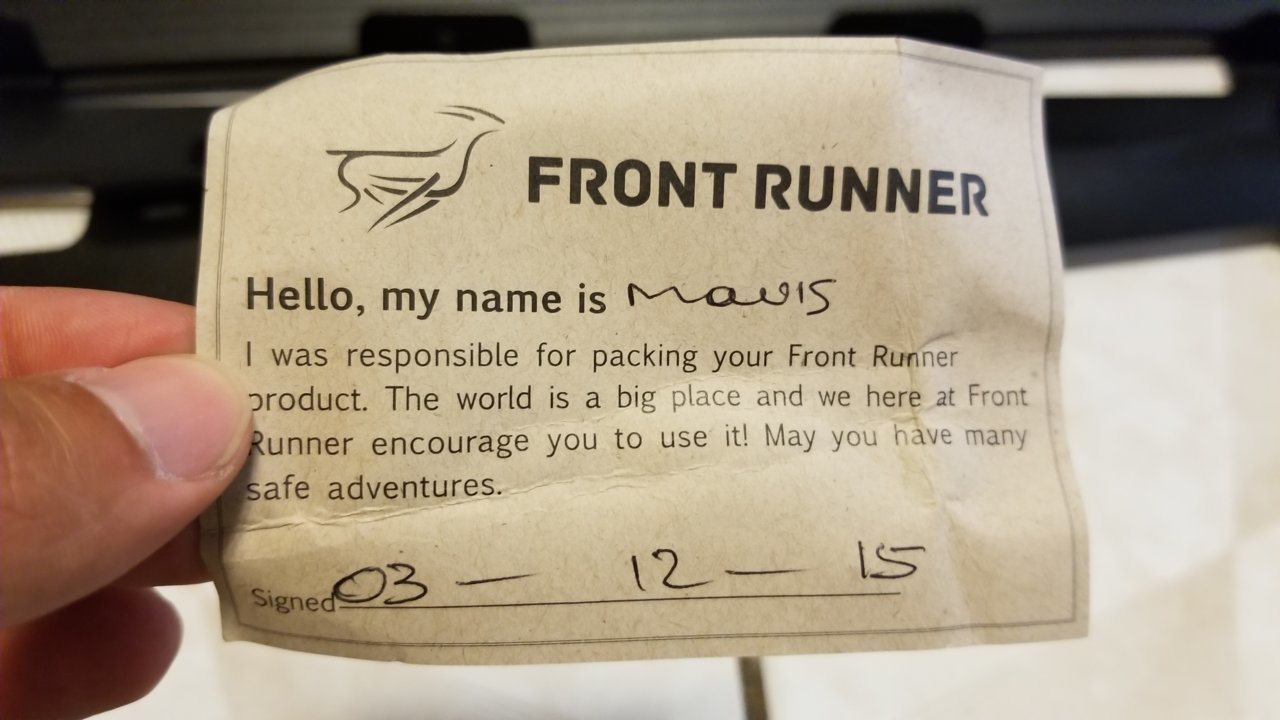 FRONT RUNNER
Hello, my name is Mavis
I was responsible for packing your Front Runner
product. The world is a big place and we here at Front
Runner encourage you to use it! May you have many
safe adventures.
Signed 03 - 12 - 15